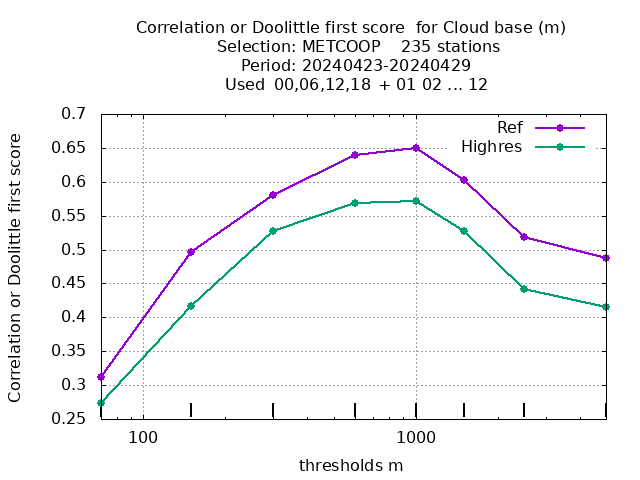 Correlation or Doolittle first score  for Cloud base (m)
Selection: METCOOP    235 stations
Period: 20240423-20240429
Used  00,06,12,18 + 01 02 ... 12
Correlation or Doolittle first score
0.7
0.65
0.6
0.55
0.5
0.45
0.4
0.35
0.3
0.25
Ref
Highres
100
1000
thresholds m